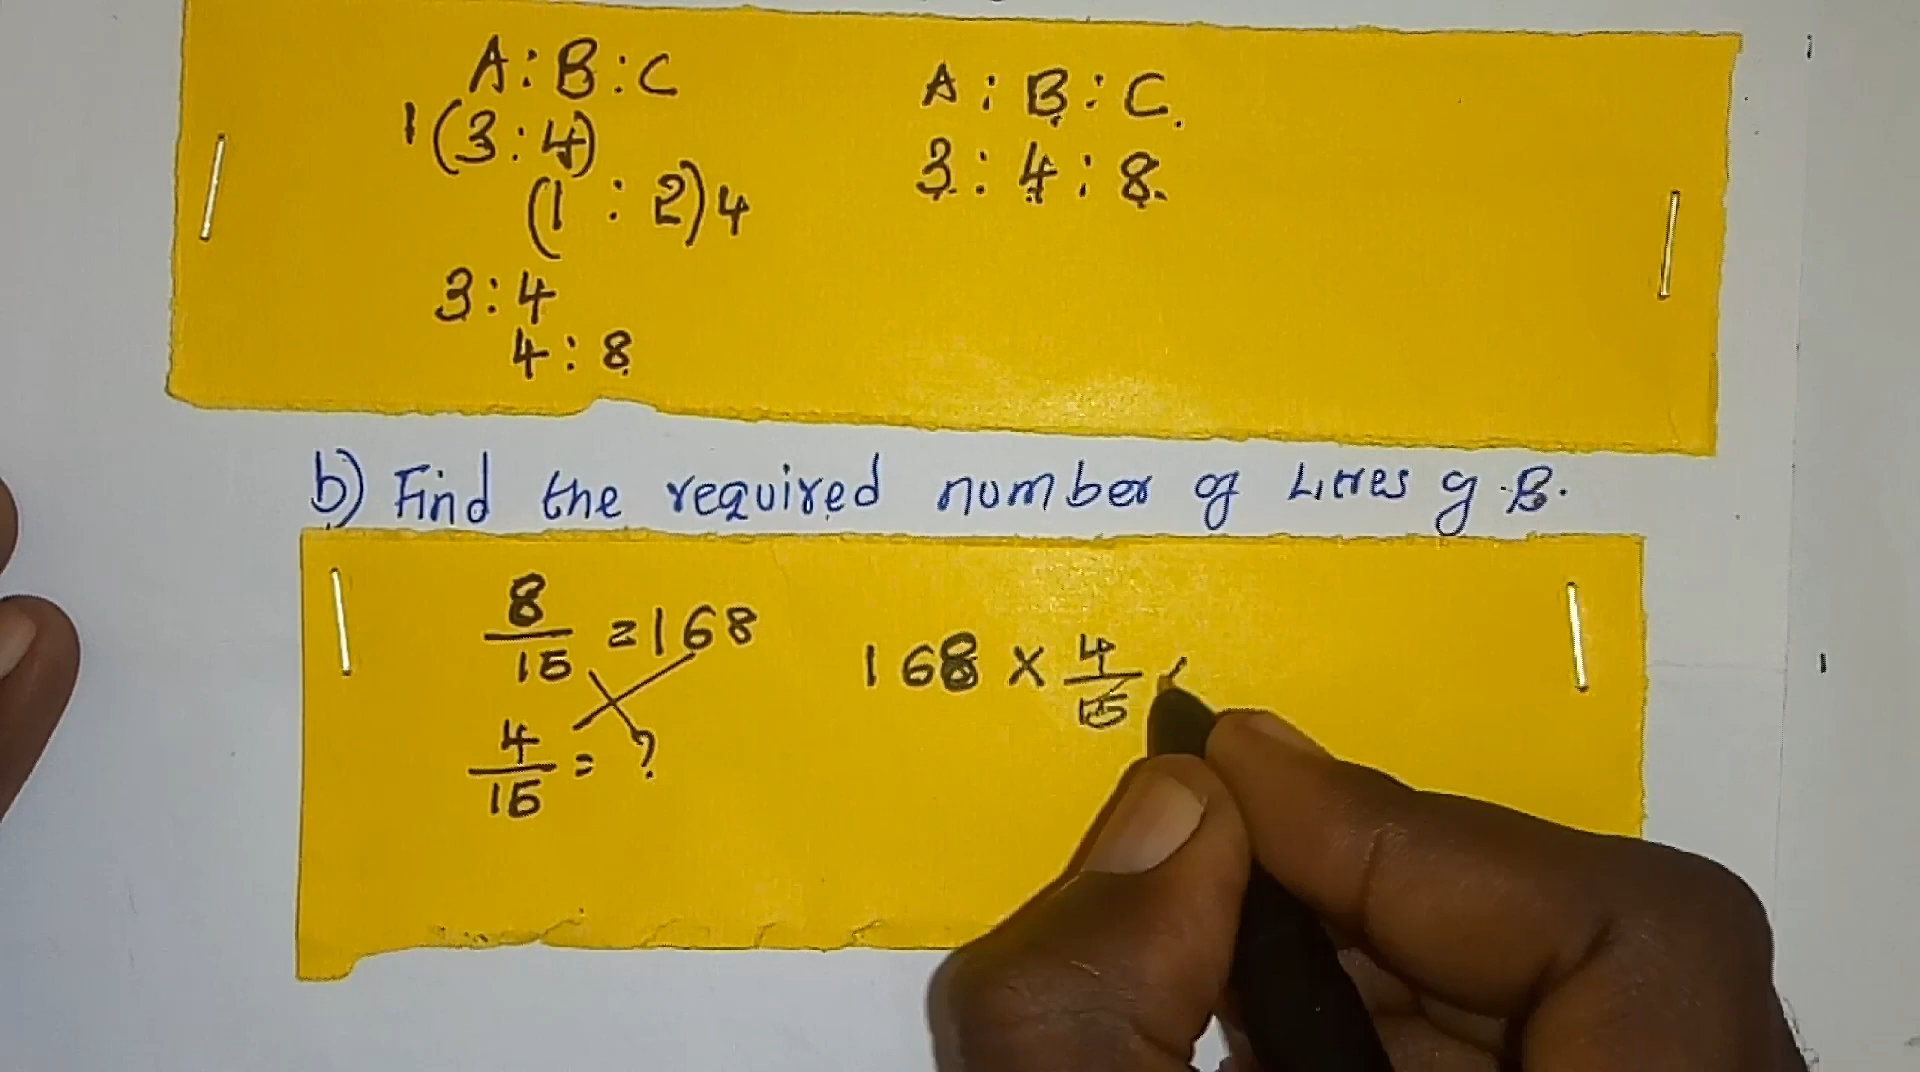 A : B : C
1(3 : 4)
(1 : 2)4
3 : 4
4 : 8
A : B : C.
3 : 4 : 8.
b) Find the required number of Litres of B.
8/15 = 168
4/15 = ?
168 × 4/15